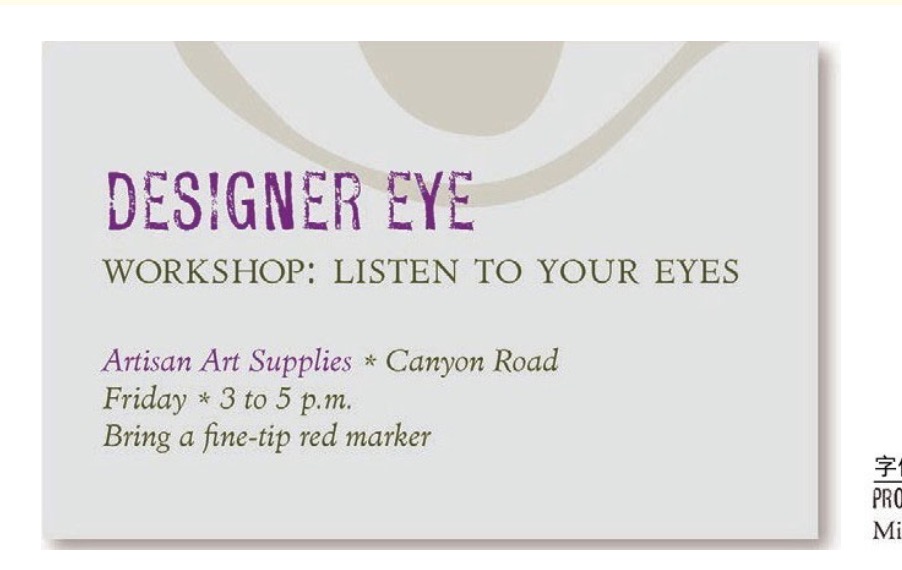 DESIGNER EYE
WORKSHOP: LISTEN TO YOUR EYES
Artisan Art Supplies * Canyon Road
Friday * 3 to 5 p.m.
Bring a fine-tip red marker
字